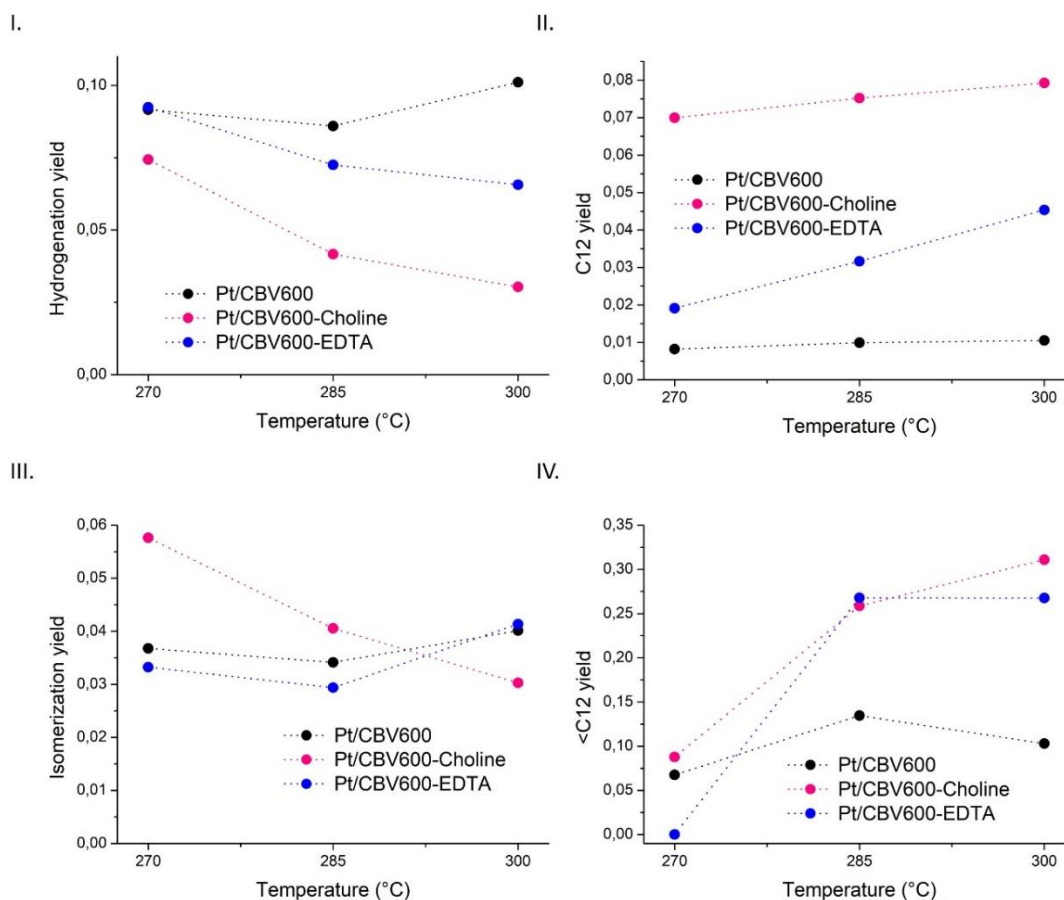 I.
Hydrogenation yield
0,10
0,05
0,00
Pt/CBV600
Pt/CBV600-Choline
Pt/CBV600-EDTA
270
285
300
Temperature (°C)
II.
C12 yield
0,08
0,07
0,06
0,05
0,04
0,03
0,02
0,01
0,00
Pt/CBV600
Pt/CBV600-Choline
Pt/CBV600-EDTA
270
285
300
Temperature (°C)
III.
Isomerization yield
0,06
0,05
0,04
0,03
0,02
0,01
0,00
Pt/CBV600
Pt/CBV600-Choline
Pt/CBV600-EDTA
270
285
300
Temperature (°C)
IV.
<C12 yield
0,35
0,30
0,25
0,20
0,15
0,10
0,05
0,00
Pt/CBV600
Pt/CBV600-Choline
Pt/CBV600-EDTA
270
285
300
Temperature (°C)